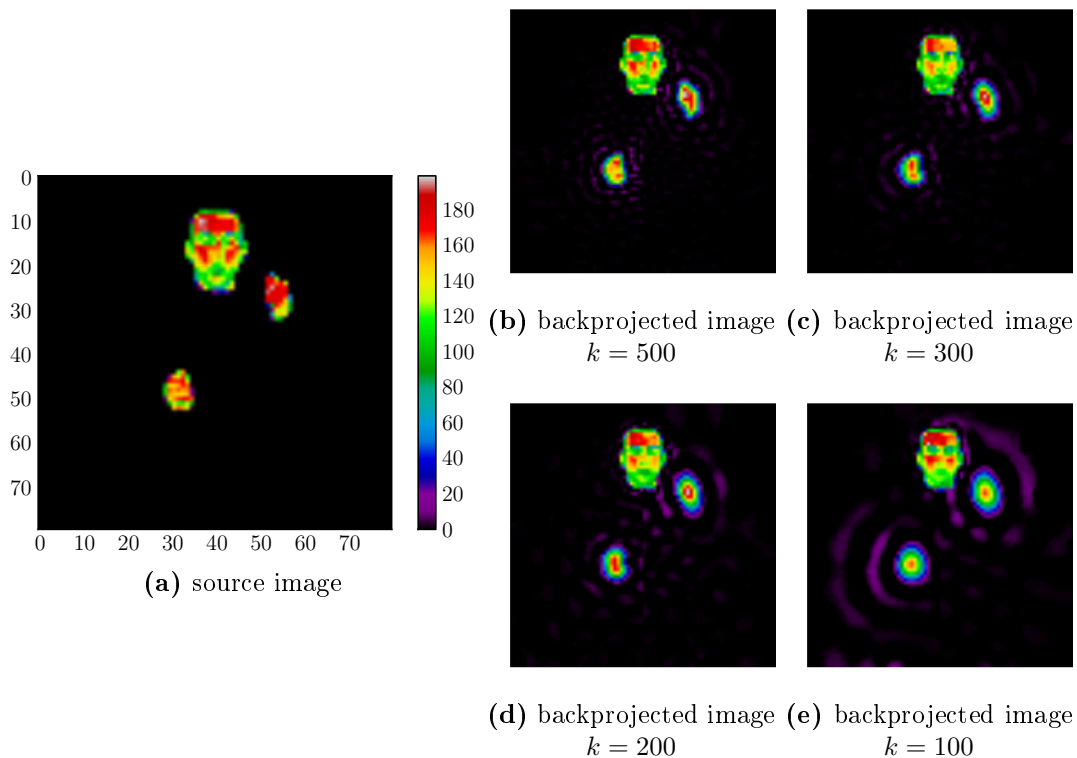 0
10
20
30
40
50
60
70
0 10 20 30 40 50 60 70
180
160
140
120
100
80
60
40
20
0
(a) source image
(b) backprojected image
k = 500
(c) backprojected image
k = 300
(d) backprojected image
k = 200
(e) backprojected image
k = 100